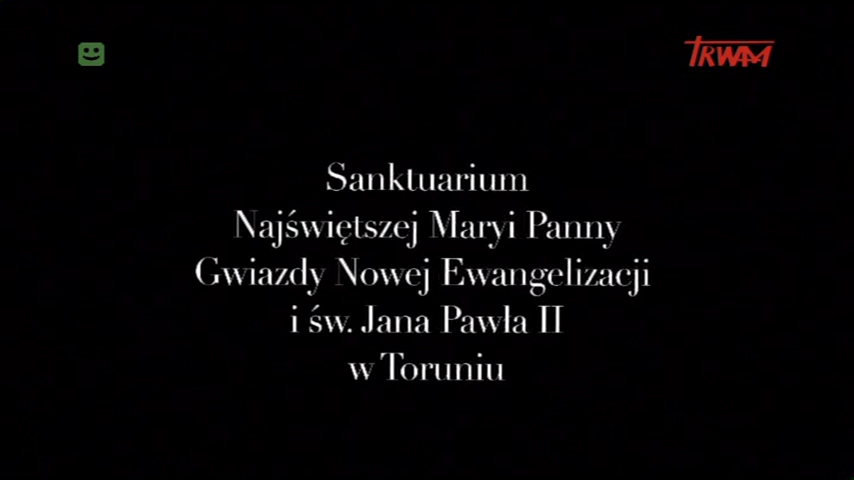 TRWAM
Sanktuarium
Najświętszej Maryi Panny
Gwiazdy Nowej Ewangelizacji
i św. Jana Pawła II
w Toruniu